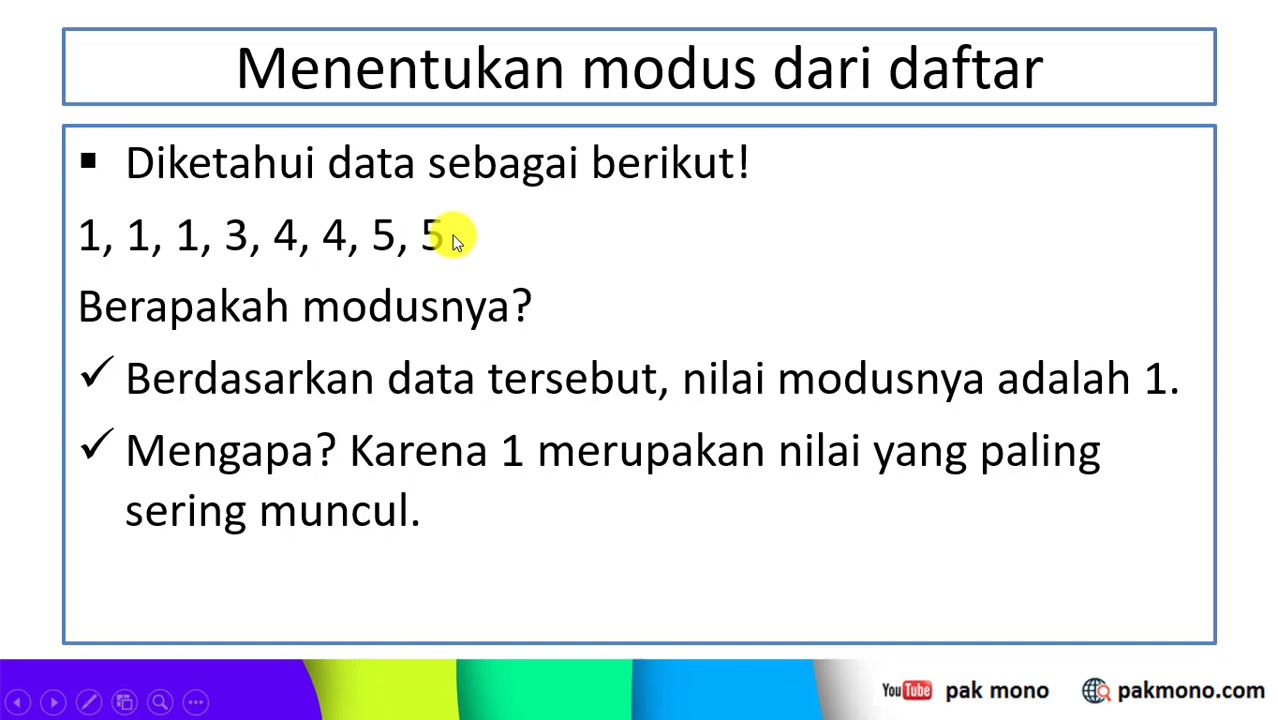 Menentukan modus dari daftar
▪ Diketahui data sebagai berikut!
1, 1, 1, 3, 4, 4, 5, 5
Berapakah modusnya?
✓ Berdasarkan data tersebut, nilai modusnya adalah 1.
✓ Mengapa? Karena 1 merupakan nilai yang paling
sering muncul.
YouTube pak mono pakmono.com